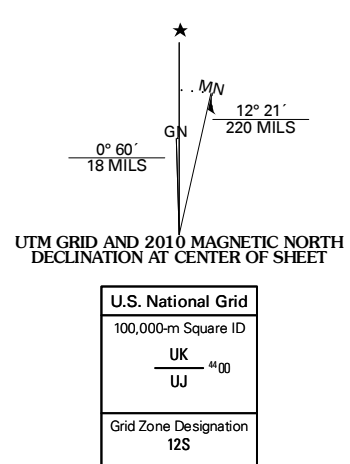 ★
MN
12° 21´
220 MILS
GN
0° 60´
18 MILS
UTM GRID AND 2010 MAGNETIC NORTH
DECLINATION AT CENTER OF SHEET
U.S. National Grid
100,000-m Square ID
UK
⁴⁴00
UJ
Grid Zone Designation
12S